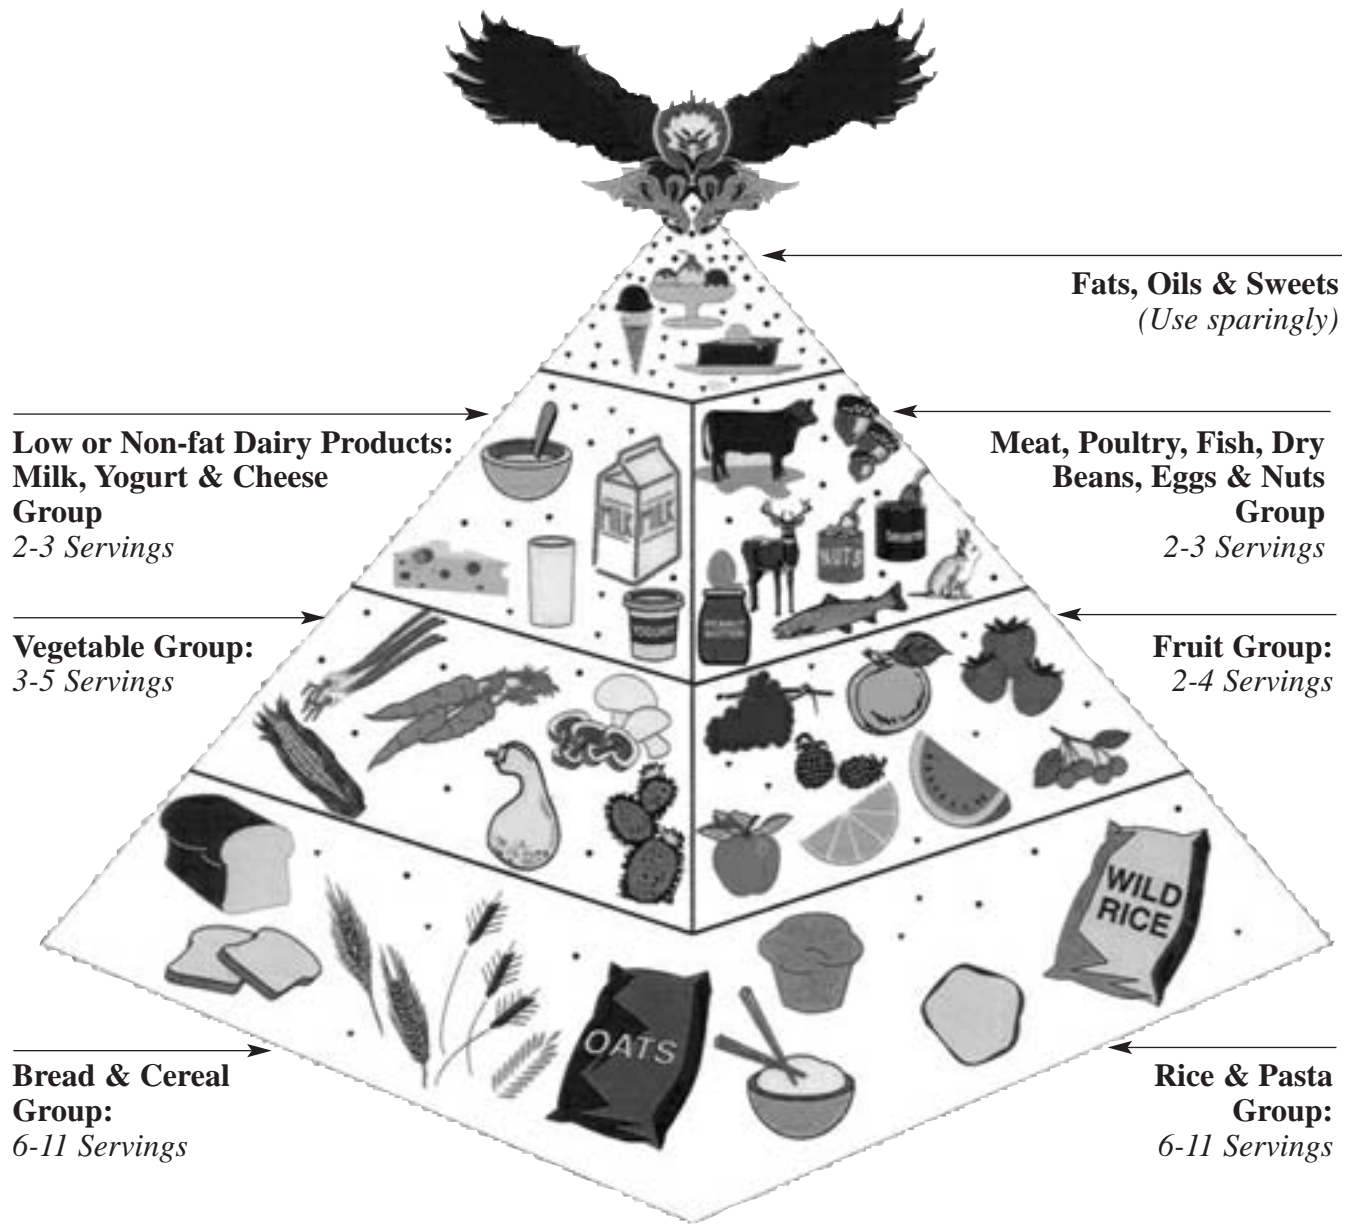 Fats, Oils & Sweets
(Use sparingly)
Low or Non-fat Dairy Products:
Milk, Yogurt & Cheese
Group
2-3 Servings
Meat, Poultry, Fish, Dry
Beans, Eggs & Nuts
Group
2-3 Servings
MILK
MILK
NUTS
YOGURT
PEANUT
BUTTER
Vegetable Group:
3-5 Servings
Fruit Group:
2-4 Servings
WILD
RICE
OATS
Bread & Cereal
Group:
6-11 Servings
Rice & Pasta
Group:
6-11 Servings